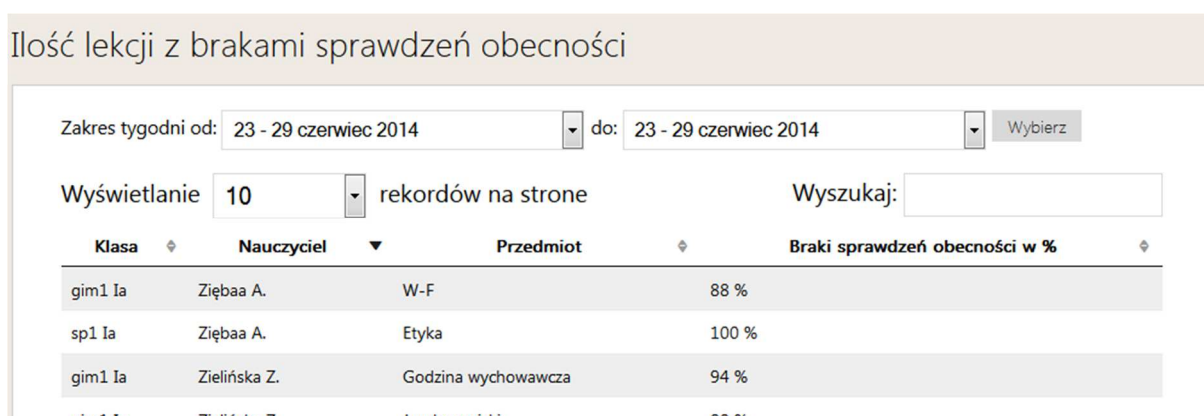 Ilość lekcji z brakami sprawdzeń obecności
Zakres tygodni od: 23 - 29 czerwiec 2014 do: 23 - 29 czerwiec 2014 Wybierz
Wyświetlanie 10 rekordów na strone Wyszukaj:
Klasa Nauczyciel Przedmiot Braki sprawdzeń obecności w %
gim1 Ia Ziębaa A. W-F 88 %
sp1 Ia Ziębaa A. Etyka 100 %
gim1 Ia Zielińska Z. Godzina wychowawcza 94 %